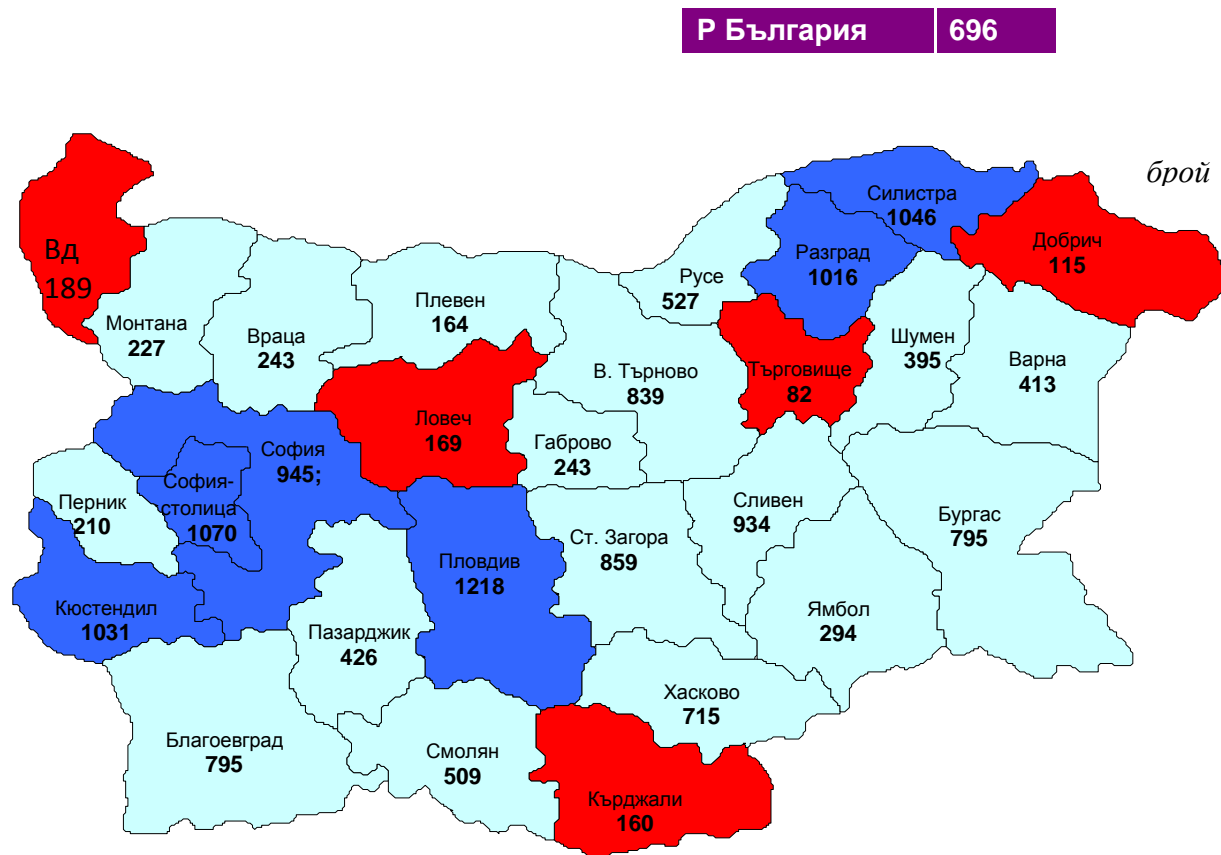 Р България 696
брой
Вд
189
Монтана
227
Враца
243
Плевен
164
Ловеч
169
В. Търново
839
Габрово
243
Русе
527
Разград
1016
Силистра
1046
Добрич
115
Търговище
82
Шумен
395
Варна
413
София
945;
София-
столица
1070
Перник
210
Кюстендил
1031
Пазарджик
426
Пловдив
1218
Ст. Загора
859
Сливен
934
Бургас
795
Ямбол
294
Хасково
715
Благоевград
795
Смолян
509
Кърджали
160